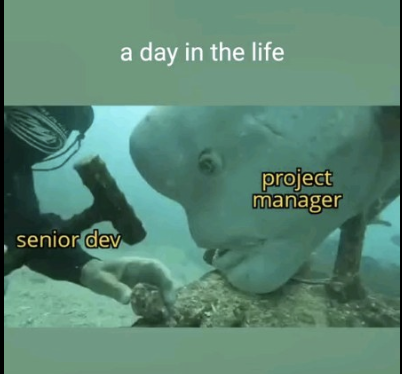 a day in the life
project
manager
senior dev